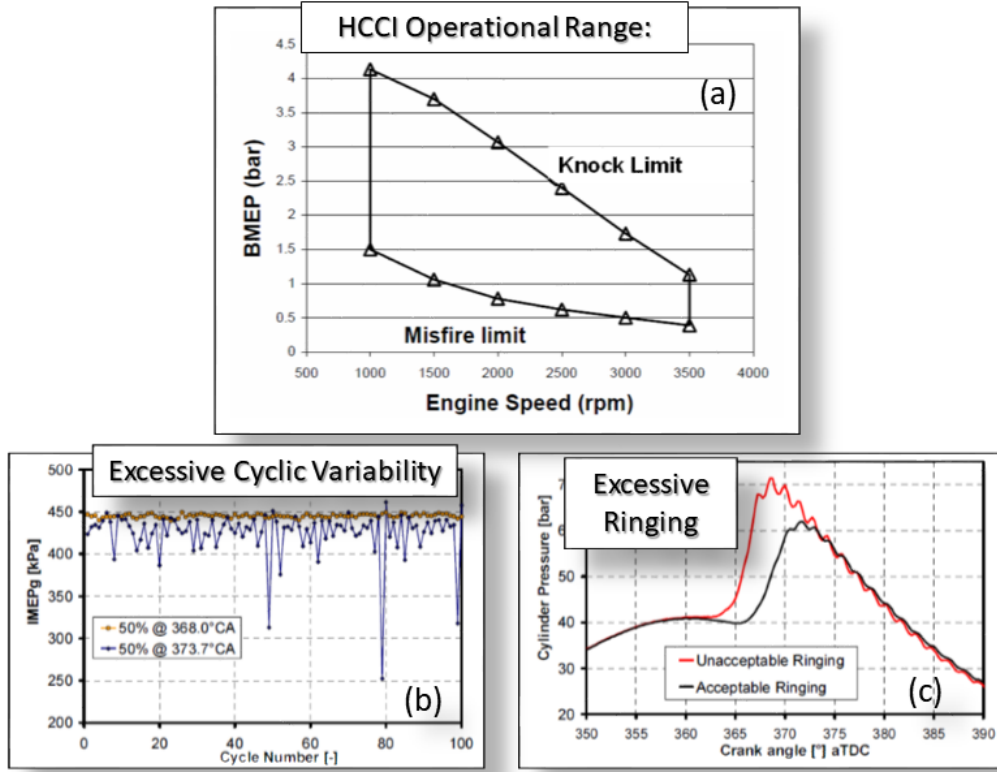 HCCI Operational Range:
(a)
4.5
4
3.5
3
2.5
2
1.5
1
0.5
0
BMEP (bar)
Knock Limit
Misfire limit
500 1000 1500 2000 2500 3000 3500 4000
Engine Speed (rpm)
Excessive Cyclic Variability
500
450
400
350
300
250
200
IMEPg [kPa]
50% @ 368.0°CA
50% @ 373.7°CA
(b)
0 20 40 60 80 100
Cycle Number [-]
Excessive
Ringing
60
50
40
30
20
Cylinder Pressure [bar]
Unacceptable Ringing
Acceptable Ringing
(c)
350 355 360 365 370 375 380 385 390
Crank angle [°] aTDC